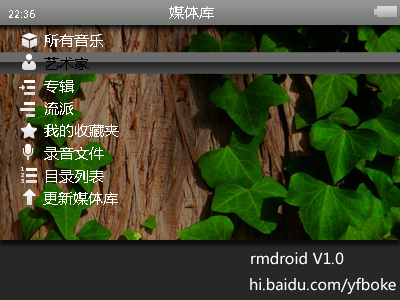 22:36
媒体库
所有音乐
艺术家
专辑
流派
我的收藏夹
录音文件
目录列表
更新媒体库
rmdroid V1.0
hi.baidu.com/yfboke